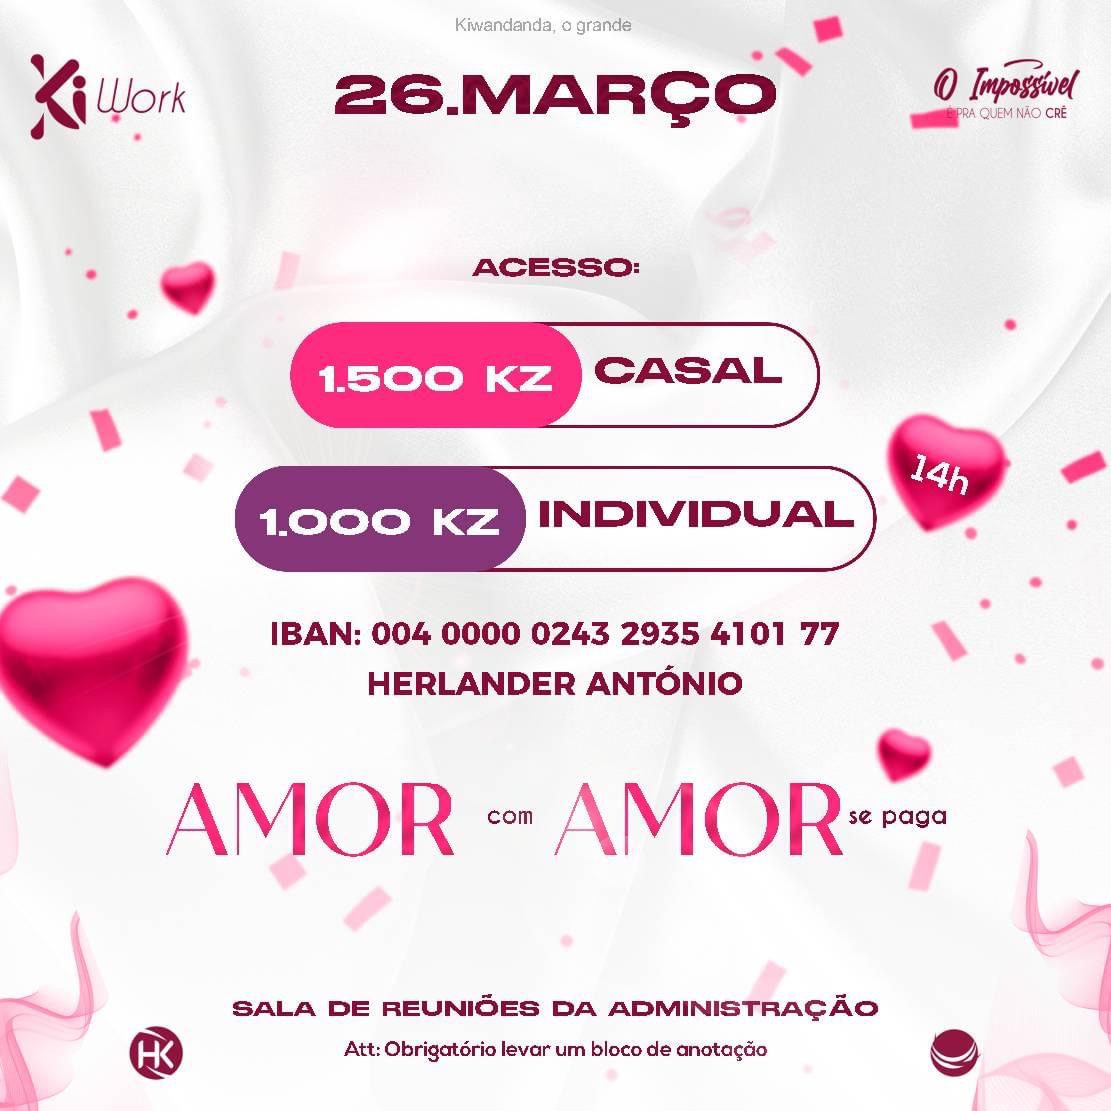 Kiwandanda, o grande
Ki Work
26.MARÇO
O Impossível
É PRA QUEM NÃO CRÊ
ACESSO:
1.500 KZ CASAL
14h
1.000 KZ INDIVIDUAL
IBAN: 004 0000 0243 2935 4101 77
HERLANDER ANTÓNIO
AMOR com AMOR se paga
SALA DE REUNIÕES DA ADMINISTRAÇÃO
Att: Obrigatório levar um bloco de anotação
HK